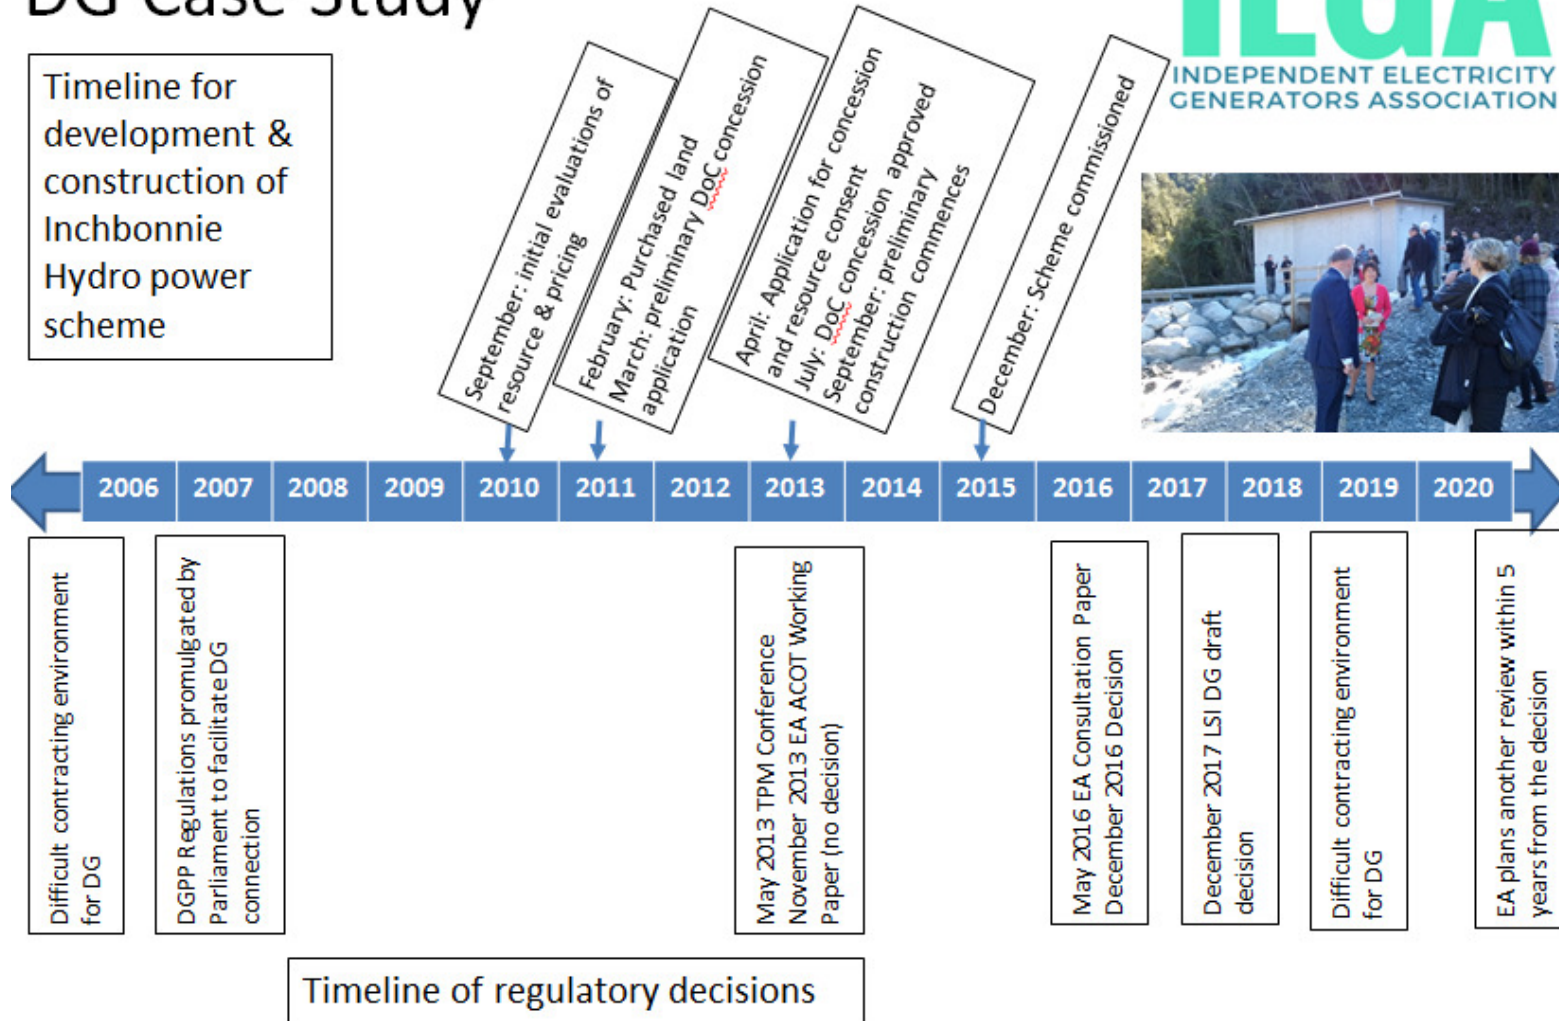 DG Case Study
IEGA
INDEPENDENT ELECTRICITY
GENERATORS ASSOCIATION
Timeline for
development &
construction of
Inchbonnie
Hydro power
scheme
September: initial evaluations of
resource & pricing
February: Purchased land
March: preliminary DoC concession
application
April: Application for concession
and resource consent
July: DoC concession approved
September: preliminary
construction commences
December: Scheme commissioned
2006 2007 2008 2009 2010 2011 2012 2013 2014 2015 2016 2017 2018 2019 2020
Difficult contracting environment
for DG
DGPP Regulations promulgated by
Parliament to facilitate DG
connection
May 2013 TPM Conference
November 2013 EA ACOT Working
Paper (no decision)
May 2016 EA Consultation Paper
December 2016 Decision
December 2017 LSI DG draft
decision
Difficult contracting environment
for DG
EA plans another review within 5
years from the decision
Timeline of regulatory decisions